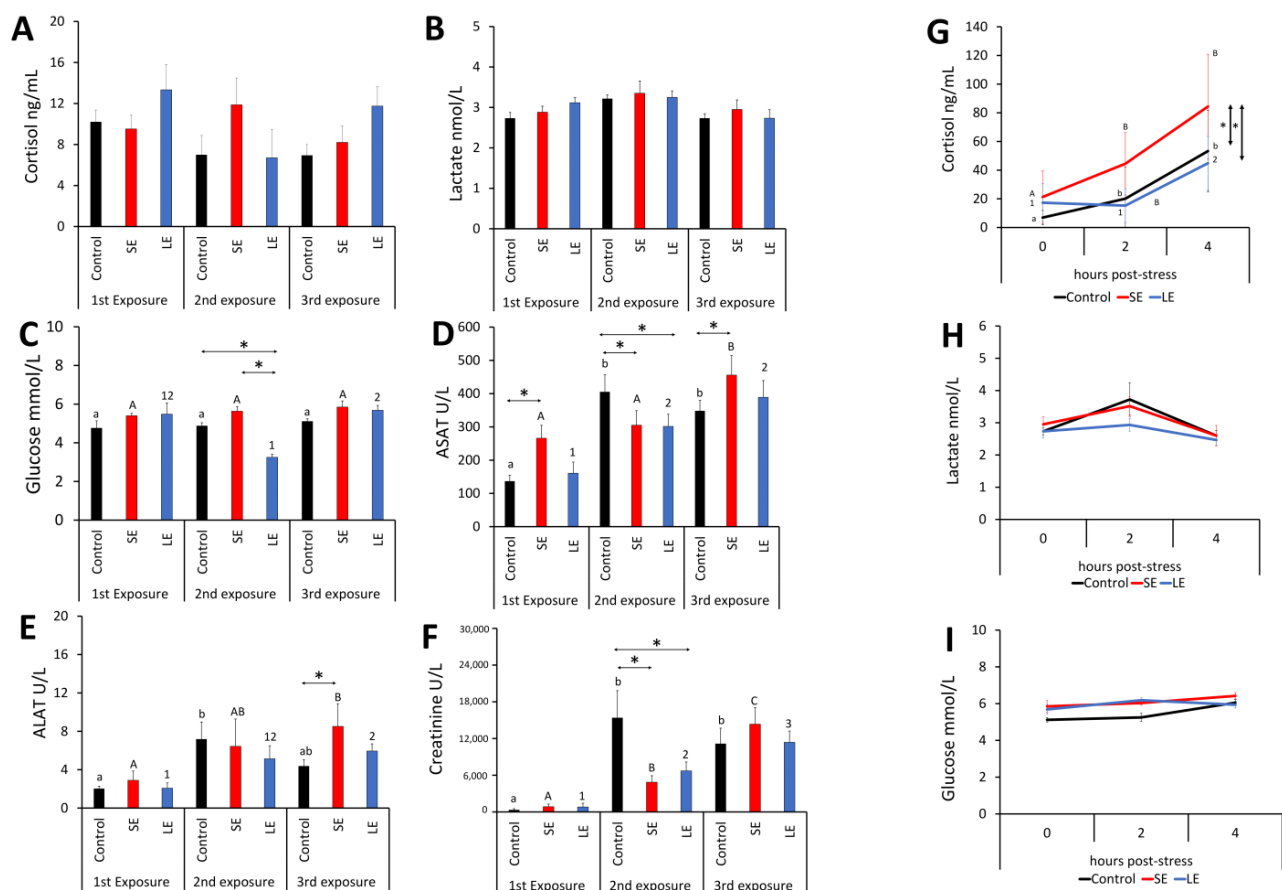 A
Cortisol ng/mL
20
16
12
8
4
0
Control
SE
LE
Control
SE
LE
Control
SE
LE
1st Exposure
2nd exposure
3rd exposure
B
Lactate nmol/L
5
4
3
2
1
0
Control
SE
LE
Control
SE
LE
Control
SE
LE
1st Exposure
2nd exposure
3rd exposure
G
Cortisol ng/mL
140
120
100
80
60
40
20
0
A
1
a
B
b
1
B
B
b
2
* *
0 2 4
hours post-stress
Control SE LE
C
Glucose mmol/L
10
8
6
4
2
0
*
*
a A 12 a A 1 a A 2
Control
SE
LE
Control
SE
LE
Control
SE
LE
1st Exposure
2nd exposure
3rd exposure
D
ASAT U/L
600
500
400
300
200
100
0
*
*
*
*
a A 1 b A 2 b B 2
Control
SE
LE
Control
SE
LE
Control
SE
LE
1st Exposure
2nd exposure
3rd exposure
H
Lactate nmol/L
6
5
4
3
2
1
0
0 2 4
hours post-stress
Control SE LE
E
ALAT U/L
20
16
12
8
4
0
*
a A 1 b AB 12 ab B 2
Control
SE
LE
Control
SE
LE
Control
SE
LE
1st Exposure
2nd exposure
3rd exposure
F
Creatinine U/L
30,000
24,000
18,000
12,000
6,000
0
*
*
a A 1 b B 2 b C 3
Control
SE
LE
Control
SE
LE
Control
SE
LE
1st Exposure
2nd exposure
3rd exposure
I
Glucose mmol/L
10
8
6
4
2
0
0 2 4
hours post-stress
Control SE LE